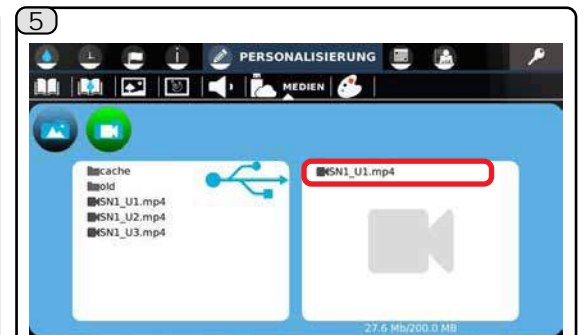 5
PERSONALISIERUNG
MEDIEN
cache
old
SN1_U1.mp4
SN1_U2.mp4
SN1_U3.mp4
SN1_U1.mp4
27.6 Mb/200.0 MB